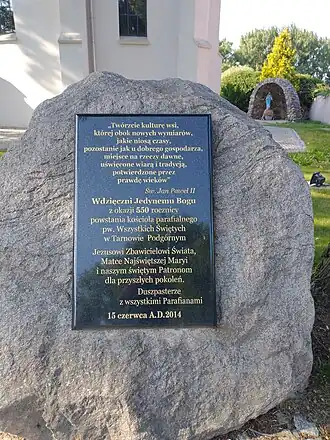 „Twórzcie kulturę wsi,
której obok nowych wymiarów,
jakie niosą czasy,
pozostanie jak u dobrego gospodarza,
miejsce na rzeczy dawne,
uświęcone wiarą i tradycją,
potwierdzone przez
prawdę wieków”
Św. Jan Paweł II
Wdzięczni Jedynemu Bogu
z okazji 550 rocznicy
powstania kościoła parafialnego
pw. Wszystkich Świętych
w Tarnowie Podgórnym
Jezusowi Zbawicielowi Świata,
Matce Najświętszej Maryi
i naszym świętym Patronom
dla przyszłych pokoleń.
Duszpasterze
z wszystkimi Parafianami
15 czerwca A.D.2014